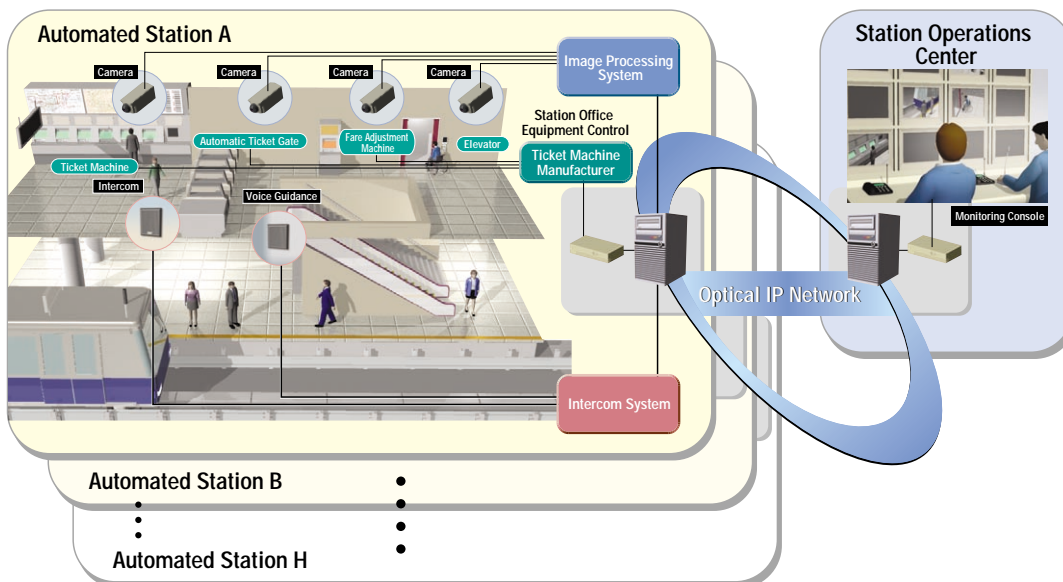 Automated Station A
Camera
Camera
Camera
Camera
Image Processing
System
Station Office
Equipment Control
Ticket Machine
Automatic Ticket Gate
Fare Adjustment
Machine
Elevator
Ticket Machine
Manufacturer
Intercom
Voice Guidance
Intercom System
Optical IP Network
Station Operations
Center
Monitoring Console
Automated Station B
Automated Station H